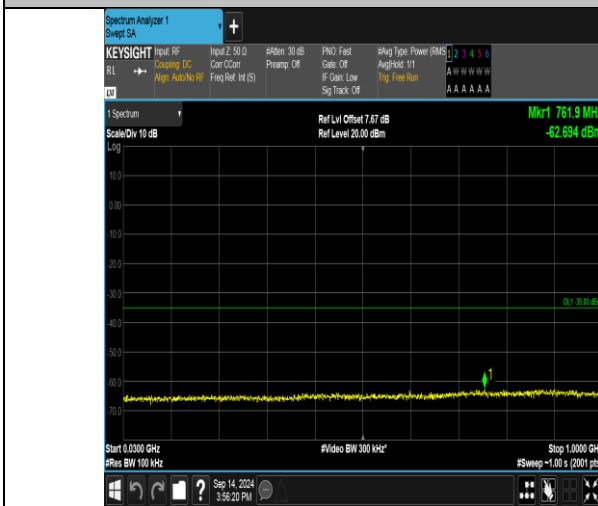 Spectrum Analyzer 1
Swept SA
+
KEYSIGHT
RL
LXI
Input: RF
Coupling: DC
Align: Auto/No RF
Input Z: 50 Ω
Corr CCorr
Freq Ref: Int (S)
#Atten: 30 dB
Preamp: Off
PNO: Fast
Gate: Off
IF Gain: Low
Sig Track: Off
#Avg Type: Power (RMS
Avg|Hold: 1/1
Trig: Free Run
1 2 3 4 5 6
A W W W W W
A A A A A A
1 Spectrum
Scale/Div 10 dB
Log
Ref Lvl Offset 7.67 dB
Ref Level 20.00 dBm
Mkr1 761.9 MH
-62.694 dBm
10.0
0.00
-10.0
-20.0
-30.0
DL1 -35.00 dBm
-40.0
-50.0
1
-60.0
-70.0
Start 0.0300 GHz
#Res BW 100 kHz
#Video BW 300 kHz*
Stop 1.0000 GH
#Sweep ~1.00 s (2001 pts
?
Sep 14, 2024
3:56:20 PM